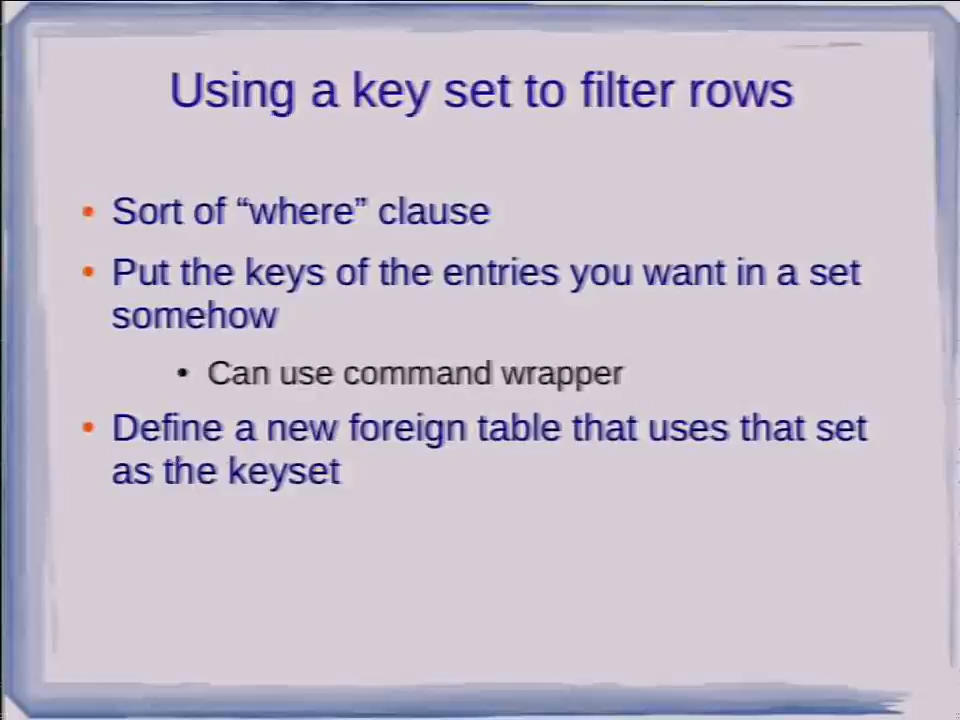 Using a key set to filter rows
• Sort of “where” clause
• Put the keys of the entries you want in a set
somehow
• Can use command wrapper
• Define a new foreign table that uses that set
as the keyset